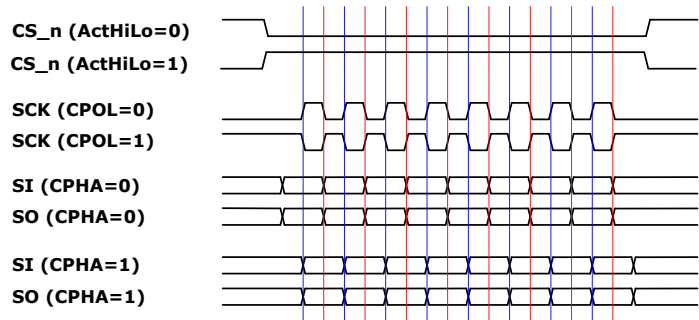 CS_n (ActHiLo=0)
CS_n (ActHiLo=1)
SCK (CPOL=0)
SCK (CPOL=1)
SI (CPHA=0)
SO (CPHA=0)
SI (CPHA=1)
SO (CPHA=1)